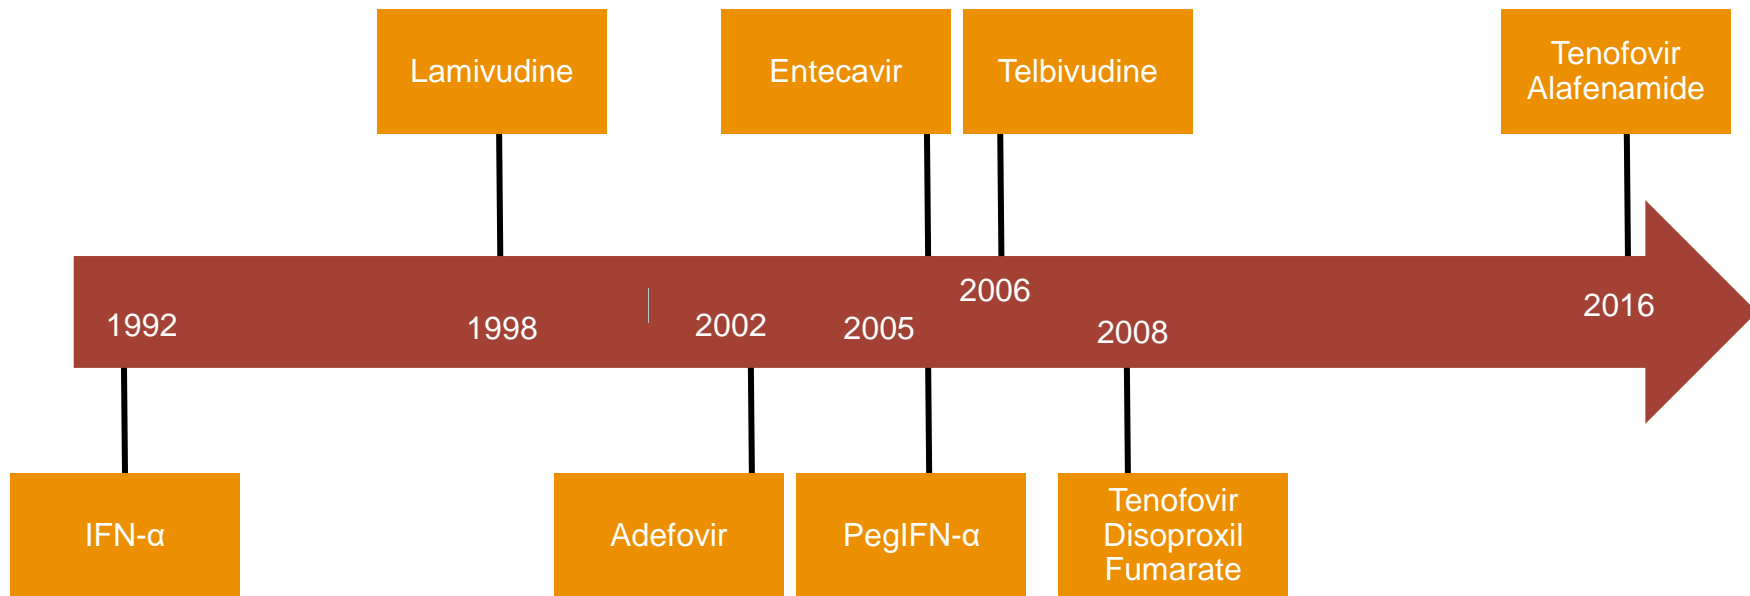 Lamivudine
Entecavir
Telbivudine
Tenofovir
Alafenamide
1992
1998
2002
2005
2006
2008
2016
IFN-α
Adefovir
PegIFN-α
Tenofovir
Disoproxil
Fumarate